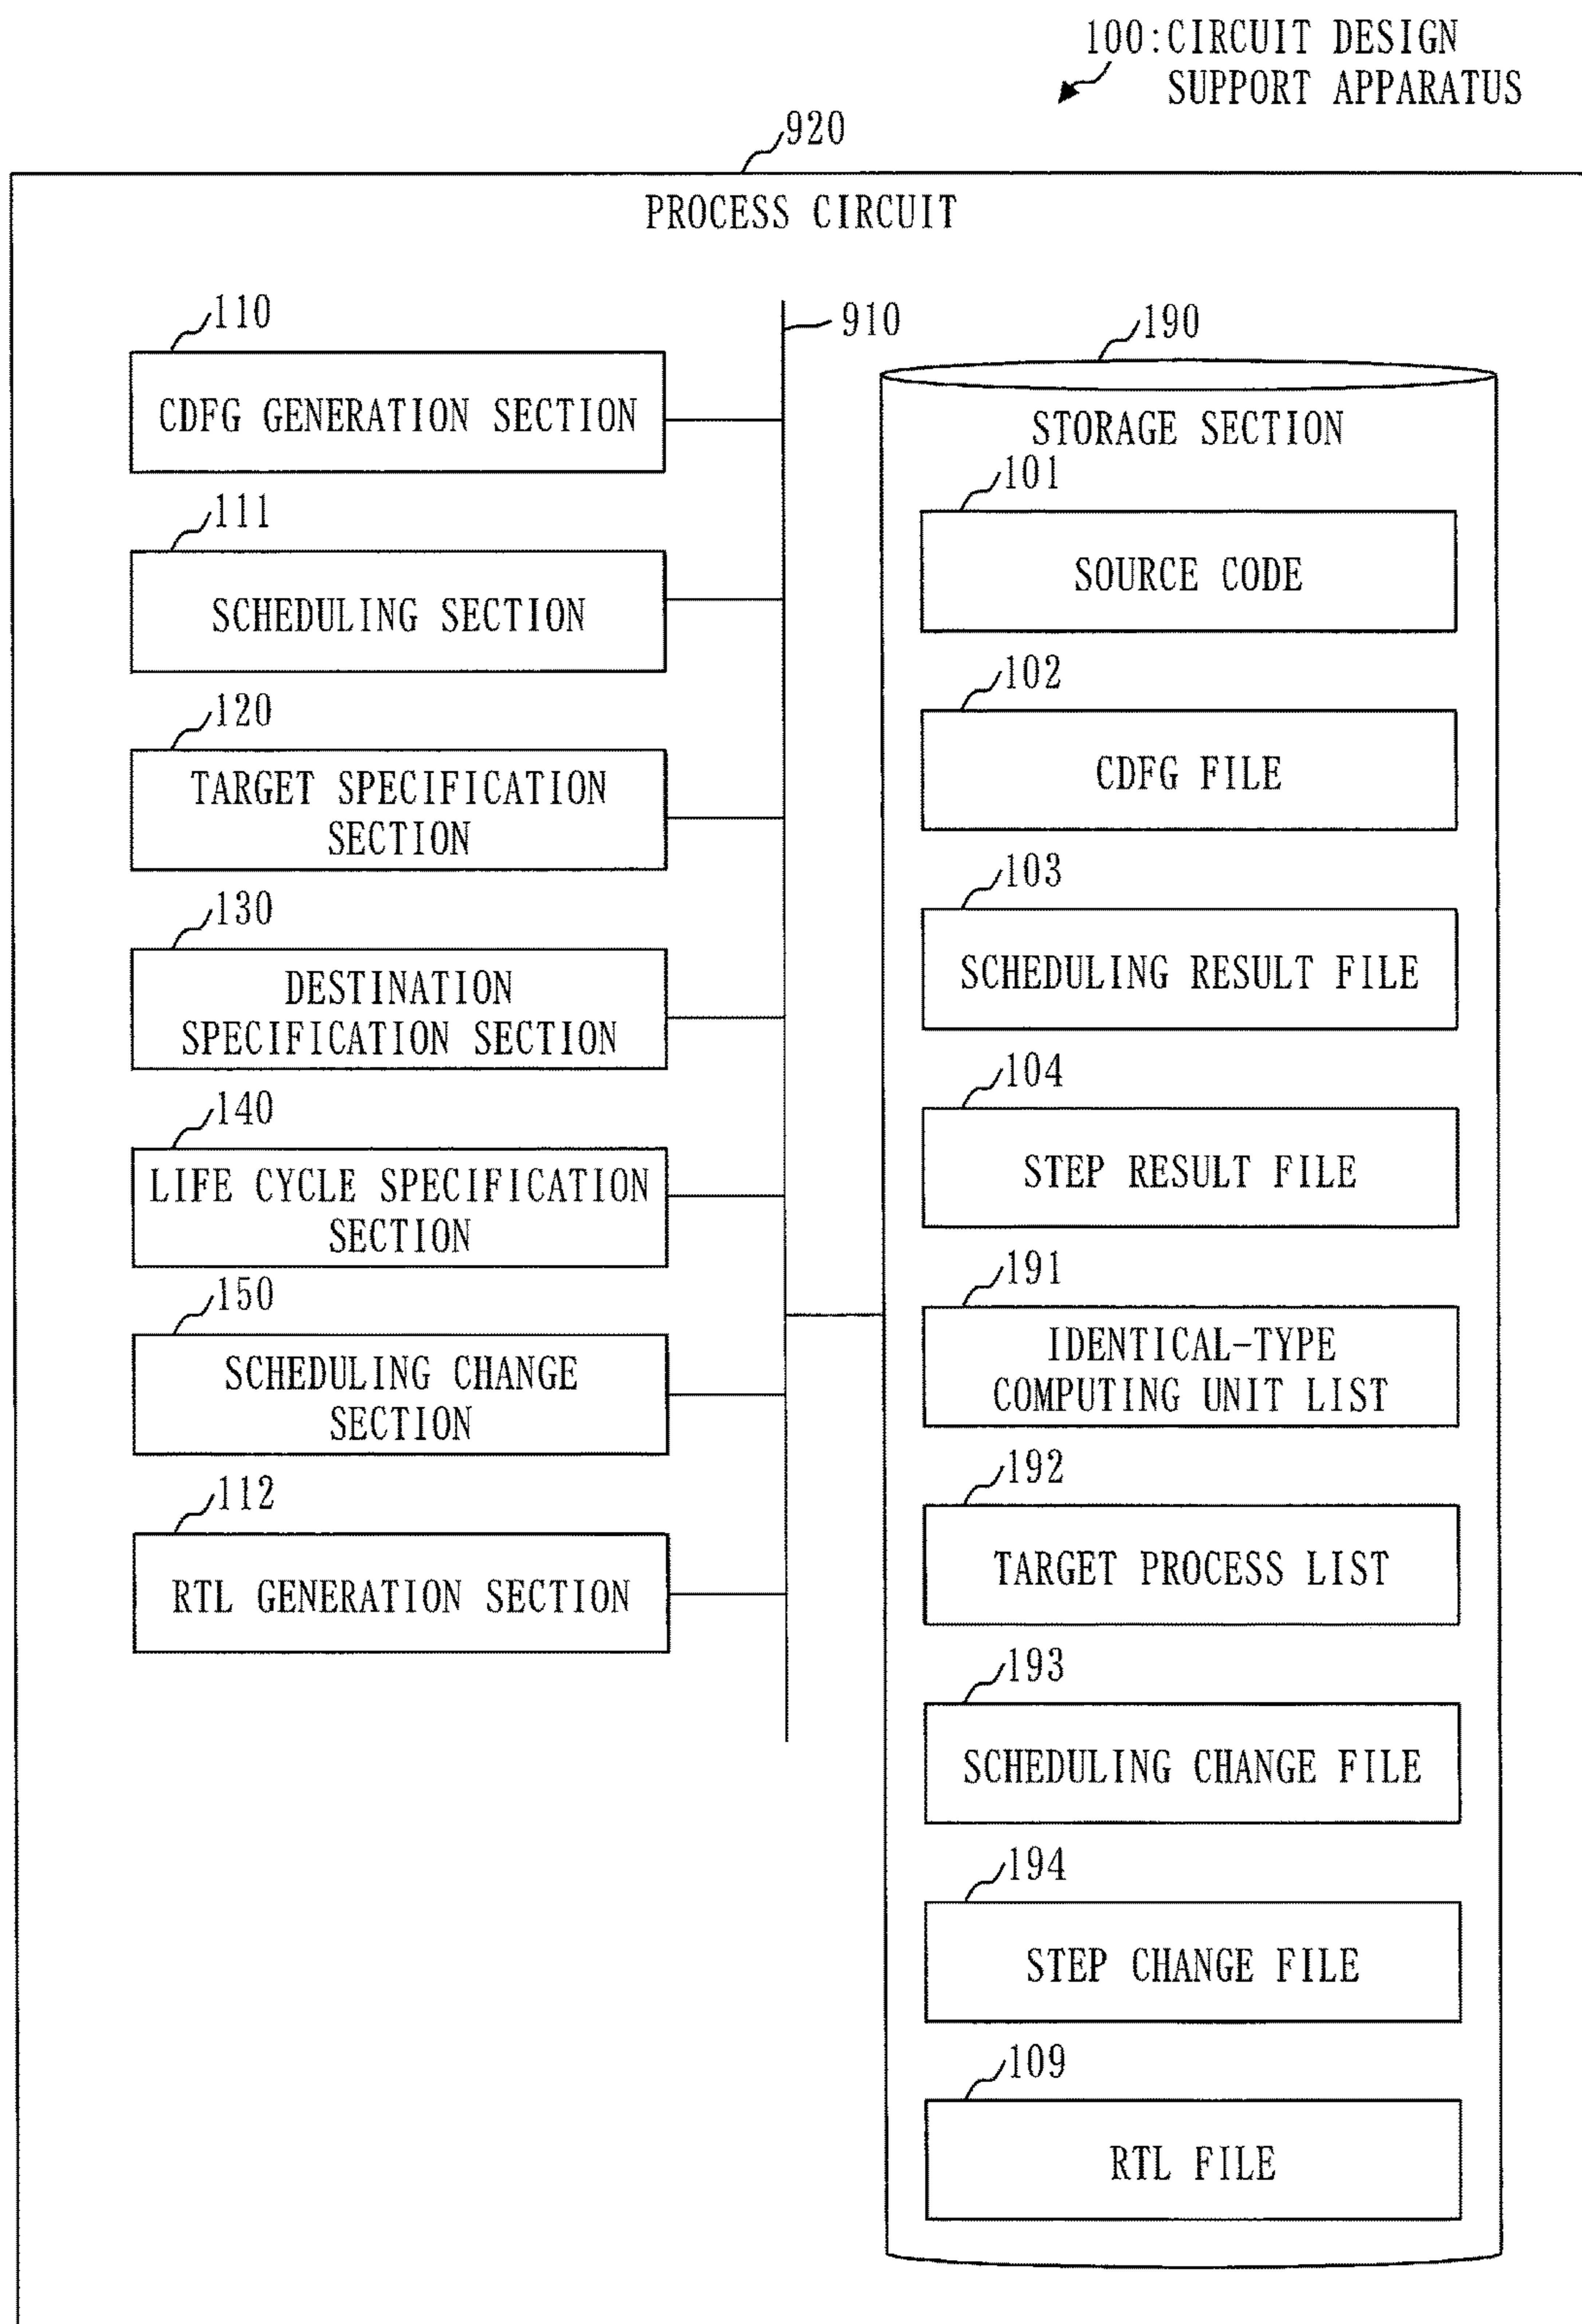 100:CIRCUIT DESIGN
SUPPORT APPARATUS
920
PROCESS CIRCUIT
110
CDFG GENERATION SECTION
111
SCHEDULING SECTION
120
TARGET SPECIFICATION
SECTION
130
DESTINATION
SPECIFICATION SECTION
140
LIFE CYCLE SPECIFICATION
SECTION
150
SCHEDULING CHANGE
SECTION
112
RTL GENERATION SECTION
910
190
STORAGE SECTION
101
SOURCE CODE
102
CDFG FILE
103
SCHEDULING RESULT FILE
104
STEP RESULT FILE
191
IDENTICAL-TYPE
COMPUTING UNIT LIST
192
TARGET PROCESS LIST
193
SCHEDULING CHANGE FILE
194
STEP CHANGE FILE
109
RTL FILE